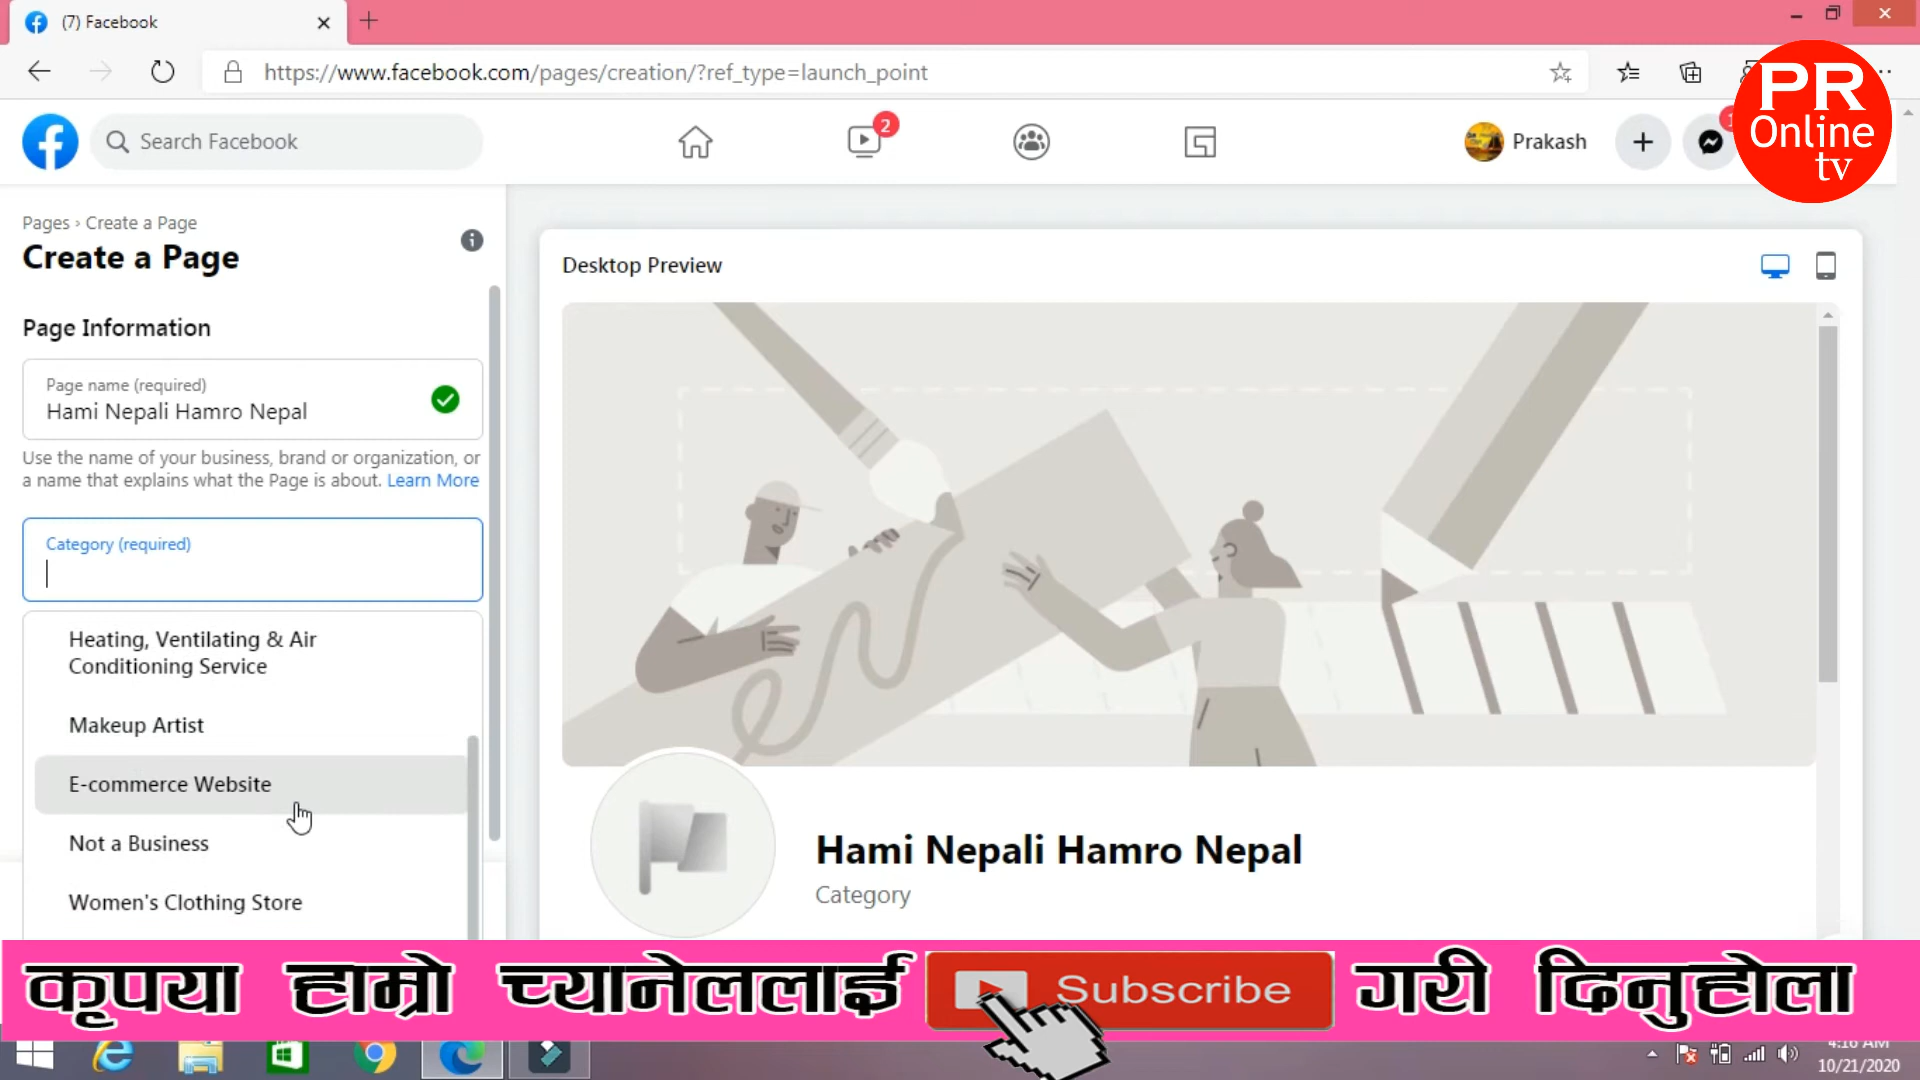 (7) Facebook
https://www.facebook.com/pages/creation/?ref_type=launch_point
PR
Online
tv
Search Facebook
2
Prakash
Pages › Create a Page
Create a Page
Page Information
Page name (required)
Hami Nepali Hamro Nepal
Use the name of your business, brand or organization, or
a name that explains what the Page is about. Learn More
Category (required)
Heating, Ventilating & Air
Conditioning Service
Makeup Artist
E-commerce Website
Not a Business
Women's Clothing Store
Desktop Preview
Hami Nepali Hamro Nepal
Category
कृपया हाम्रो च्यानेललाई Subscribe गरी दिनुहोला
4:16 AM
10/21/2020